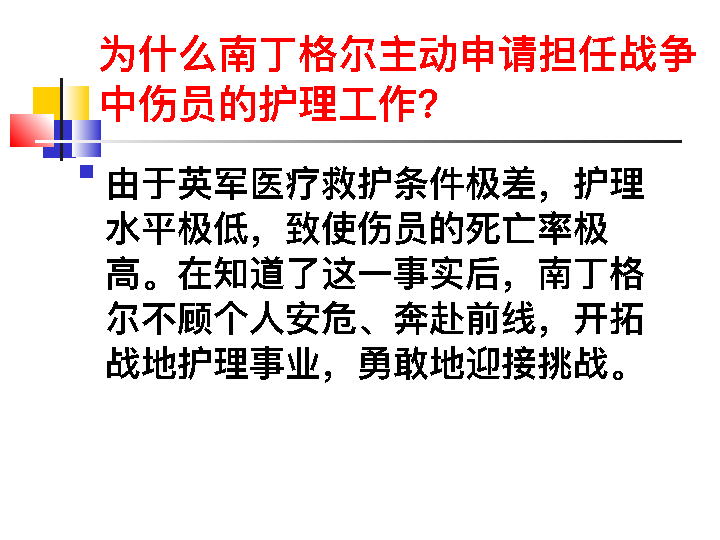 为什么南丁格尔主动申请担任战争
中伤员的护理工作？
由于英军医疗救护条件极差，护理
水平极低，致使伤员的死亡率极
高。在知道了这一事实后，南丁格
尔不顾个人安危、奔赴前线，开拓
战地护理事业，勇敢地迎接挑战。